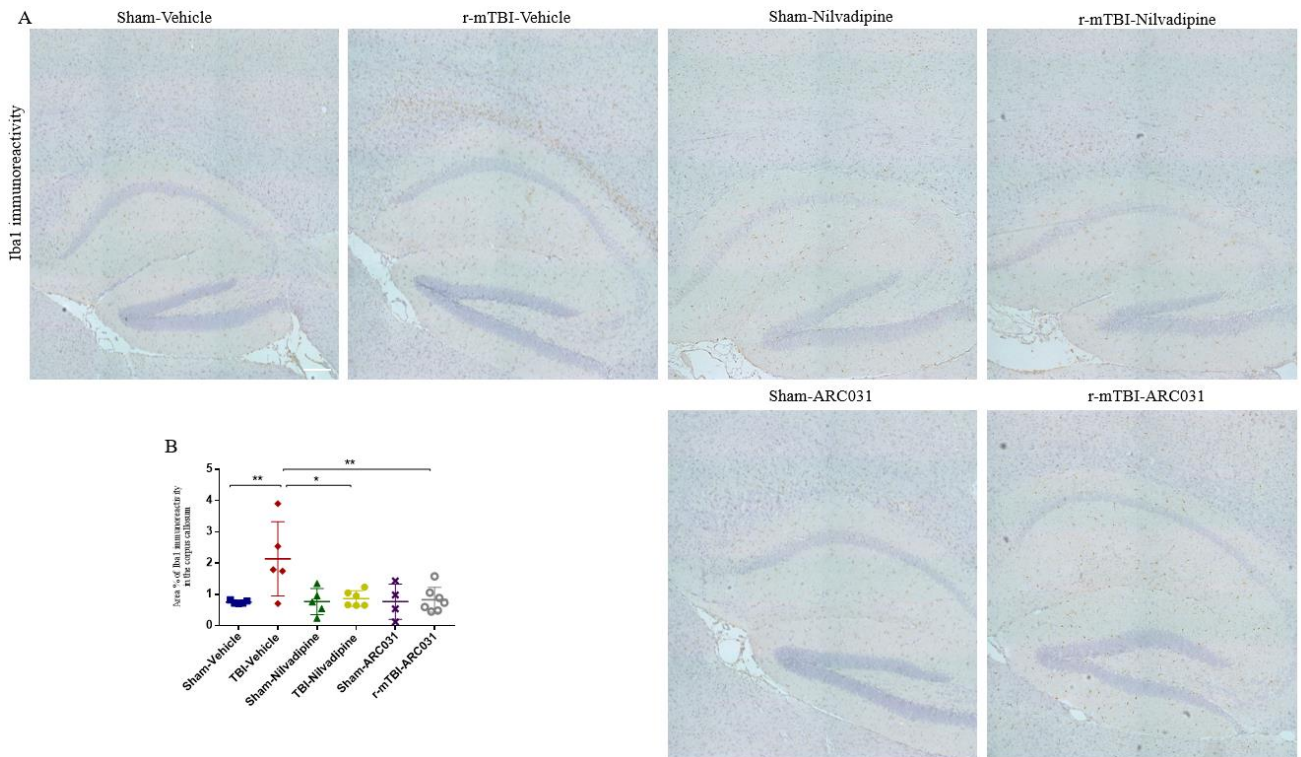 A
Sham-Vehicle
r-mTBI-Vehicle
Sham-Nilvadipine
r-mTBI-Nilvadipine
Iba1 immunoreactivity
Sham-ARC031
r-mTBI-ARC031
B
Area % of Iba1 immunoreactivity
in the corpus callosum
5
4
3
2
1
0
**
*
**
Sham-Vehicle
TBI-Vehicle
Sham-Nilvadipine
TBI-Nilvadipine
Sham-ARC031
r-mTBI-ARC031